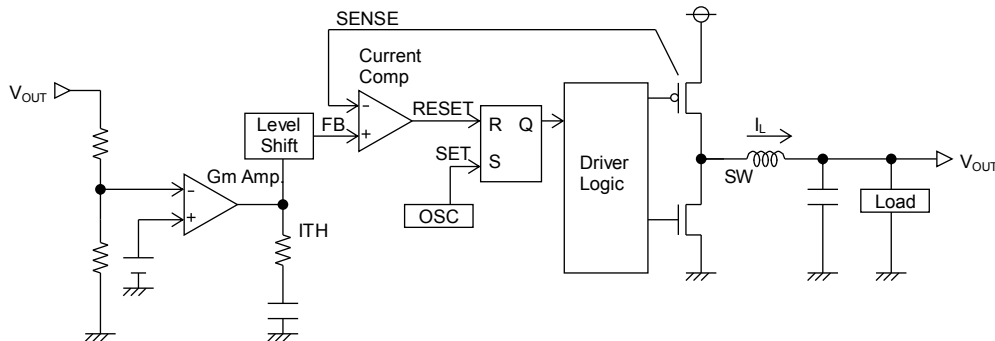 SENSE
Current
Comp
VOUT
FB
RESET
R Q
S
Level
Shift
SET
Gm Amp.
OSC
ITH
Driver
Logic
IL
SW
VOUT
Load
-
+
-
+